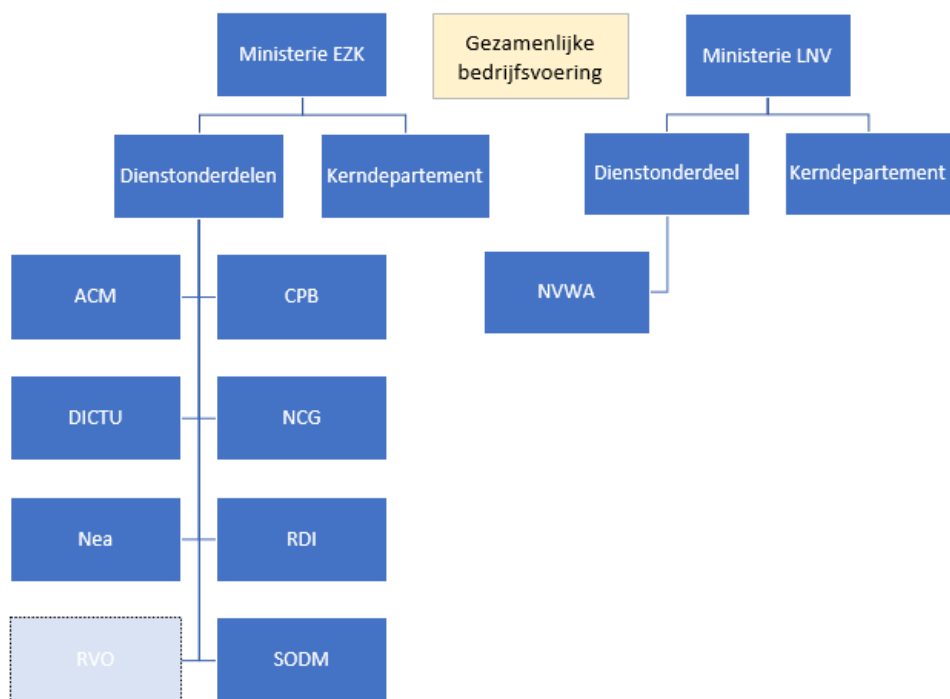 Ministerie EZK
Gezamenlijke
bedrijfsvoering
Ministerie LNV
Dienstonderdelen
Kerndepartement
Dienstonderdeel
Kerndepartement
ACM
CPB
NVWA
DICTU
NCG
Nea
RDI
RVO
SODM